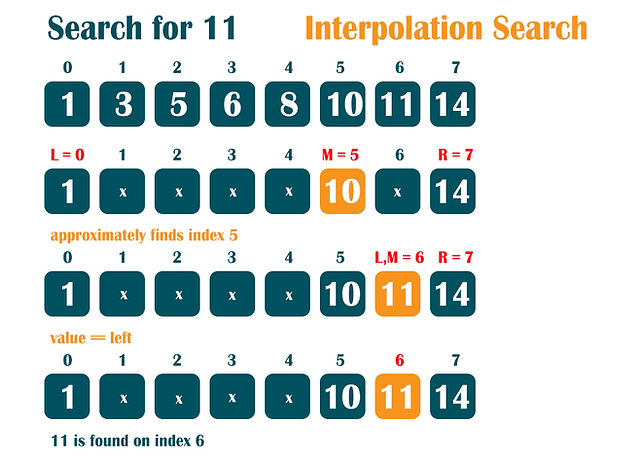 Search for 11 Interpolation Search
0 1 2 3 4 5 6 7
1 3 5 6 8 10 11 14
L = 0 1 2 3 4 M = 5 6 R = 7
1 x x x x 10 x 14
approximately finds index 5
0 1 2 3 4 5 L,M = 6 R = 7
1 x x x x 10 11 14
value == left
0 1 2 3 4 5 6 7
1 x x x x 10 11 14
11 is found on index 6